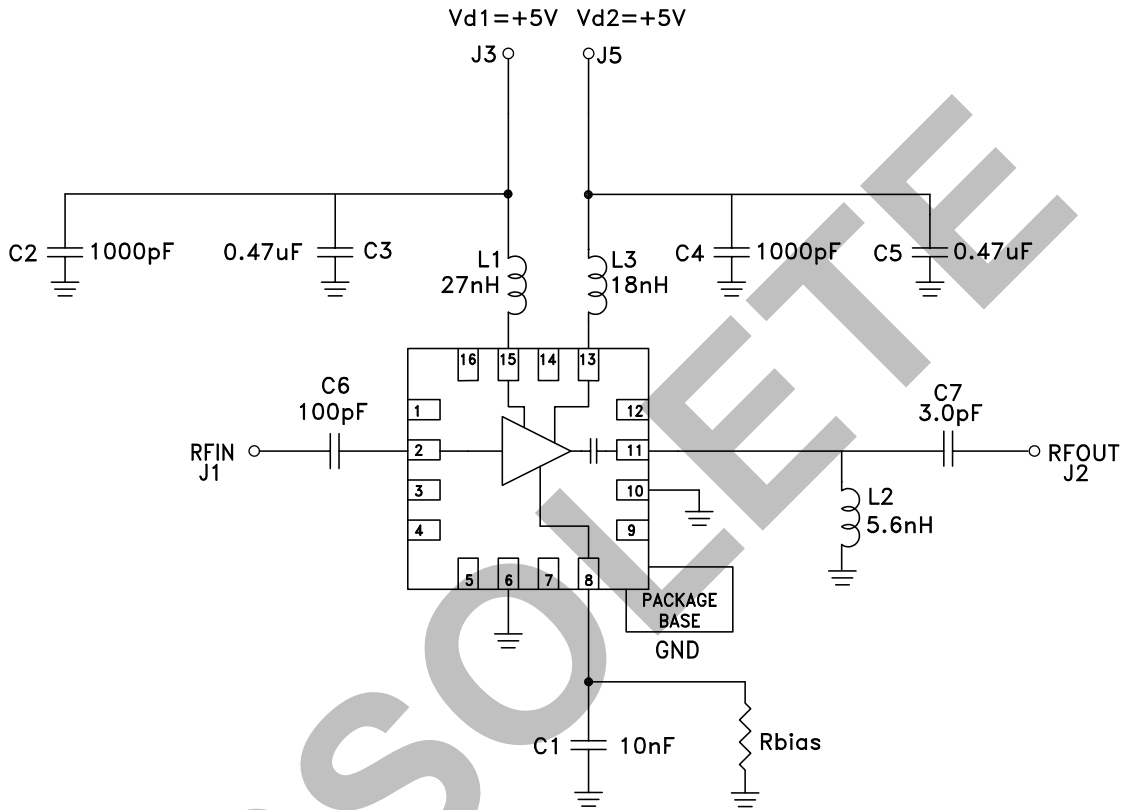 Vd1=+5V Vd2=+5V
J3 J5
C2 1000pF 0.47uF C3
L1
27nH
L3
18nH
C4 1000pF C5 0.47uF
16 15 14 13
C6
100pF
1 12
RFIN
J1
2 11
C7
3.0pF
RFOUT
J2
3 10
L2
5.6nH
4 9
5 6 7 8
PACKAGE
BASE
GND
C1 10nF
Rbias
SOLETE